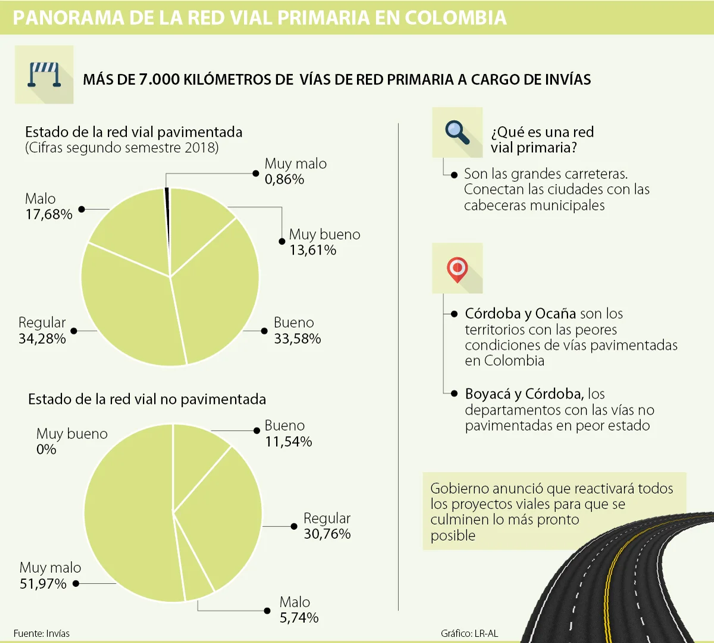 PANORAMA DE LA RED VIAL PRIMARIA EN COLOMBIA
MÁS DE 7.000 KILÓMETROS DE VÍAS DE RED PRIMARIA A CARGO DE INVÍAS
Estado de la red vial pavimentada
(Cifras segundo semestre 2018)
Muy malo
0,86%
Malo
17,68%
Muy bueno
13,61%
Regular
34,28%
Bueno
33,58%
Estado de la red vial no pavimentada
Muy bueno
0%
Bueno
11,54%
Regular
30,76%
Muy malo
51,97%
Malo
5,74%
¿Qué es una red
vial primaria?
Son las grandes carreteras.
Conectan las ciudades con las
cabeceras municipales
Córdoba y Ocaña son los
territorios con las peores
condiciones de vías pavimentadas
en Colombia
Boyacá y Córdoba, los
departamentos con las vías no
pavimentadas en peor estado
Gobierno anunció que reactivará todos
los proyectos viales para que se
culminen lo más pronto
posible
Fuente: Invías
Gráfico: LR-AL